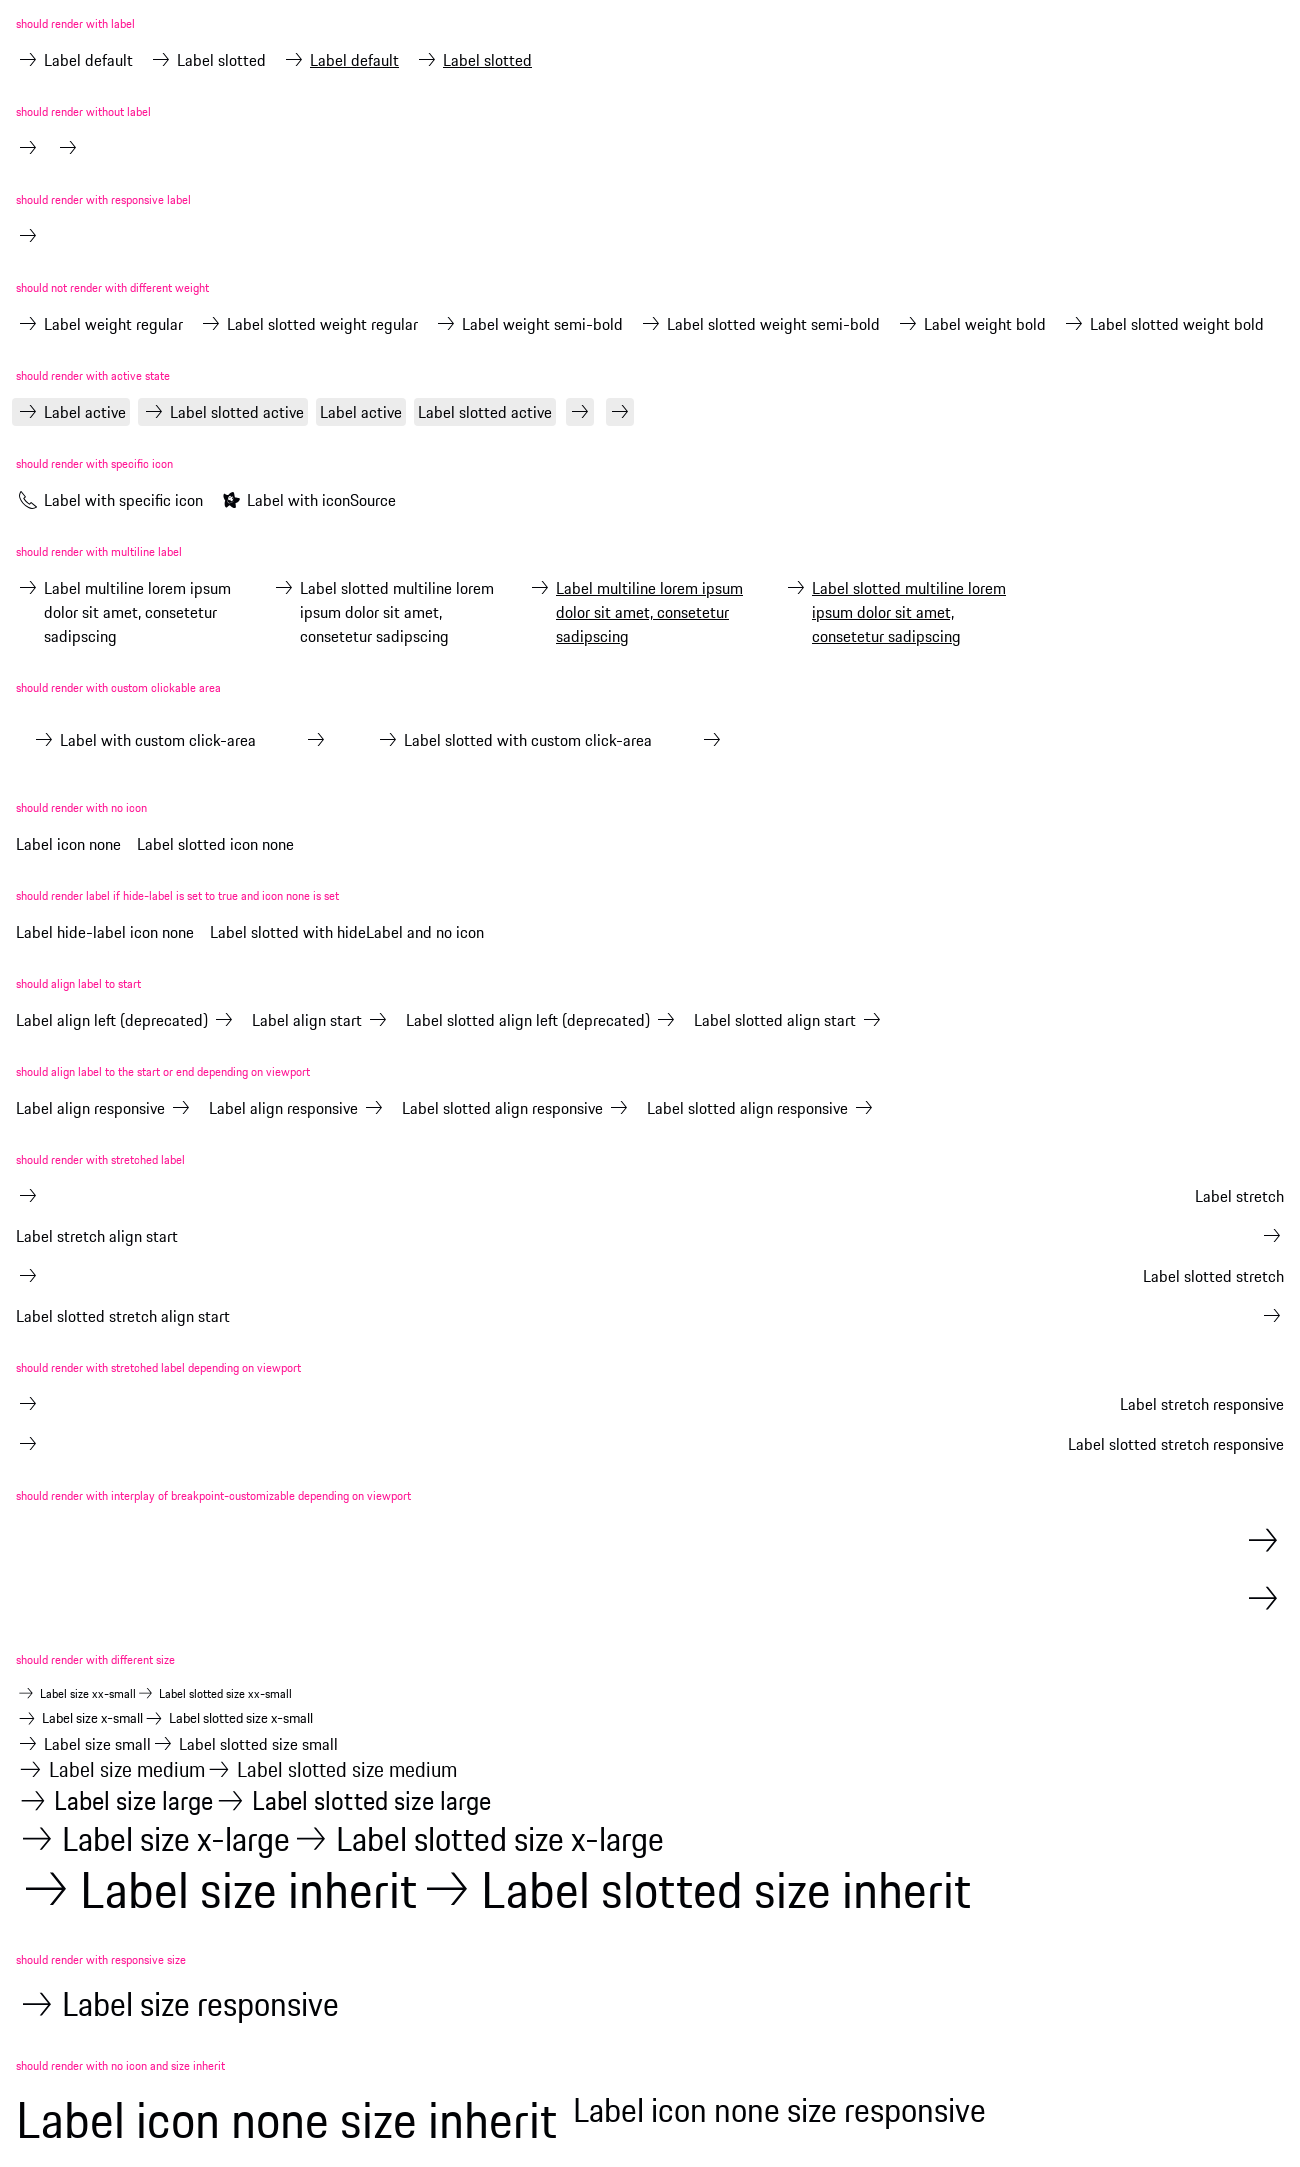 should render with label
Label default Label slotted Label default Label slotted
should render without label
should render with responsive label
should not render with different weight
Label weight regular Label slotted weight regular Label weight semi-bold Label slotted weight semi-bold Label weight bold Label slotted weight bold
should render with active state
Label active Label slotted active Label active Label slotted active
should render with specific icon
Label with specific icon Label with iconSource
should render with multiline label
Label multiline lorem ipsum
dolor sit amet, consetetur
sadipscing
Label slotted multiline lorem
ipsum dolor sit amet,
consetetur sadipscing
Label multiline lorem ipsum
dolor sit amet, consetetur
sadipscing
Label slotted multiline lorem
ipsum dolor sit amet,
consetetur sadipscing
should render with custom clickable area
Label with custom click-area Label slotted with custom click-area
should render with no icon
Label icon none Label slotted icon none
should render label if hide-label is set to true and icon none is set
Label hide-label icon none Label slotted with hideLabel and no icon
should align label to start
Label align left (deprecated) Label align start Label slotted align left (deprecated) Label slotted align start
should align label to the start or end depending on viewport
Label align responsive Label align responsive Label slotted align responsive Label slotted align responsive
should render with stretched label
Label stretch
Label stretch align start
Label slotted stretch
Label slotted stretch align start
should render with stretched label depending on viewport
Label stretch responsive
Label slotted stretch responsive
should render with interplay of breakpoint-customizable depending on viewport
should render with different size
Label size xx-small Label slotted size xx-small
Label size x-small Label slotted size x-small
Label size small Label slotted size small
Label size medium Label slotted size medium
Label size large Label slotted size large
Label size x-large Label slotted size x-large
Label size inherit Label slotted size inherit
should render with responsive size
Label size responsive
should render with no icon and size inherit
Label icon none size inherit Label icon none size responsive